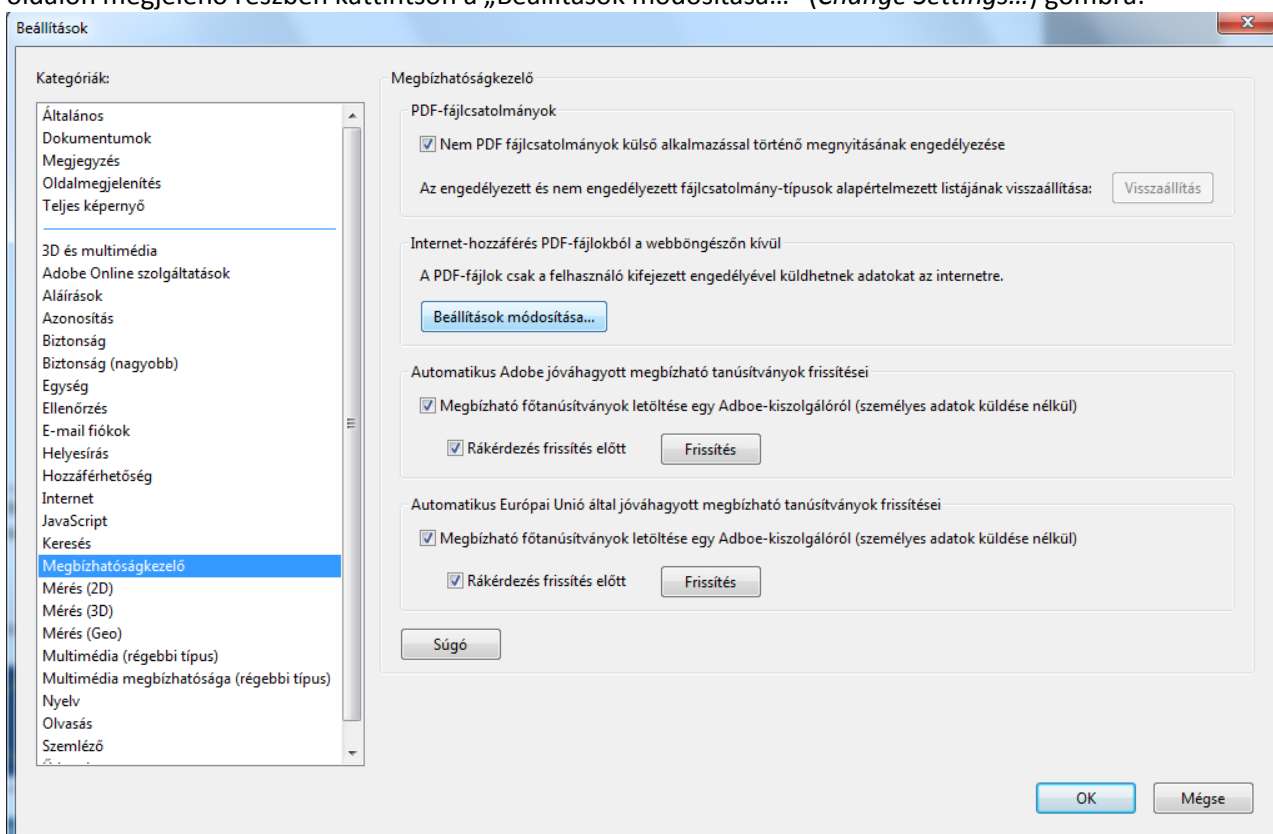 oldalon megjelenő részben kattintson a „Beállítások módosítása…” (Change Settings…) gombra.
Beállítások
Kategóriák:
Általános
Dokumentumok
Megjegyzés
Oldalmegjelenítés
Teljes képernyő
3D és multimédia
Adobe Online szolgáltatások
Aláírások
Azonosítás
Biztonság
Biztonság (nagyobb)
Egység
Ellenőrzés
E-mail fiókok
Helyesírás
Hozzáférhetőség
Internet
JavaScript
Keresés
Megbízhatóságkezelő
Mérés (2D)
Mérés (3D)
Mérés (Geo)
Multimédia (régebbi típus)
Multimédia megbízhatósága (régebbi típus)
Nyelv
Olvasás
Szemléző
Megbízhatóságkezelő
PDF-fájlcsatolmányok
Nem PDF fájlcsatolmányok külső alkalmazással történő megnyitásának engedélyezése
Az engedélyezett és nem engedélyezett fájlcsatolmány-típusok alapértelmezett listájának visszaállítása: Visszaállítás
Internet-hozzáférés PDF-fájlokból a webböngészőn kívül
A PDF-fájlok csak a felhasználó kifejezett engedélyével küldhetnek adatokat az internetre.
Beállítások módosítása...
Automatikus Adobe jóváhagyott megbízható tanúsítványok frissítései
Megbízható főtanúsítványok letöltése egy Adboe-kiszolgálóról (személyes adatok küldése nélkül)
Rákérdezés frissítés előtt Frissítés
Automatikus Európai Unió által jóváhagyott megbízható tanúsítványok frissítései
Megbízható főtanúsítványok letöltése egy Adboe-kiszolgálóról (személyes adatok küldése nélkül)
Rákérdezés frissítés előtt Frissítés
Súgó
OK Mégse